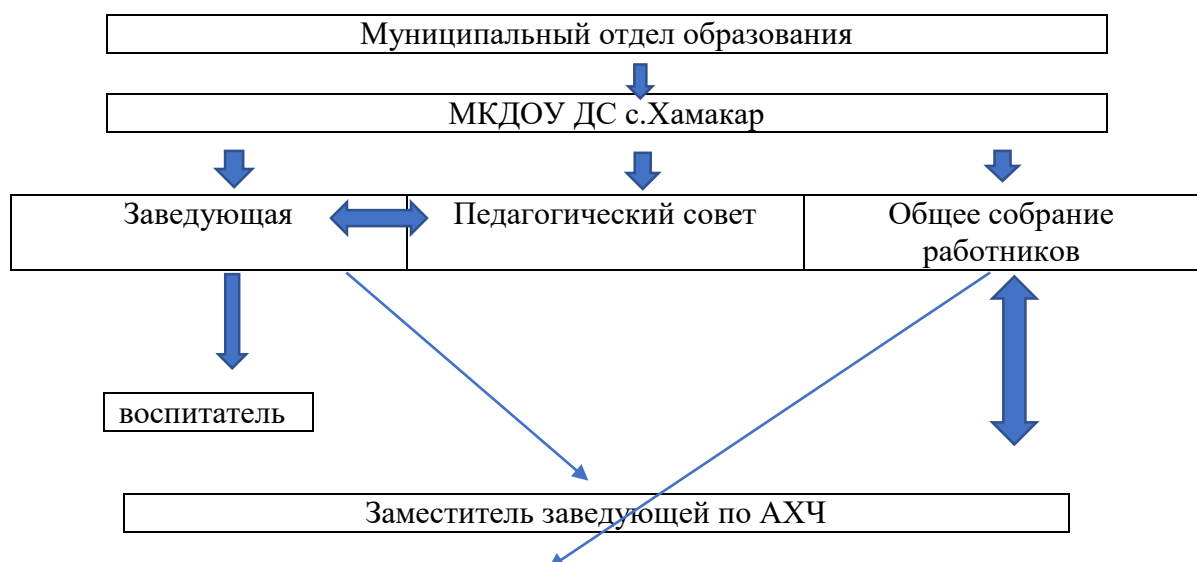 Муниципальный отдел образования
МКДОУ ДС с.Хамакар
Заведующая
Педагогический совет
Общее собрание
работников
воспитатель
Заместитель заведующей по АХЧ